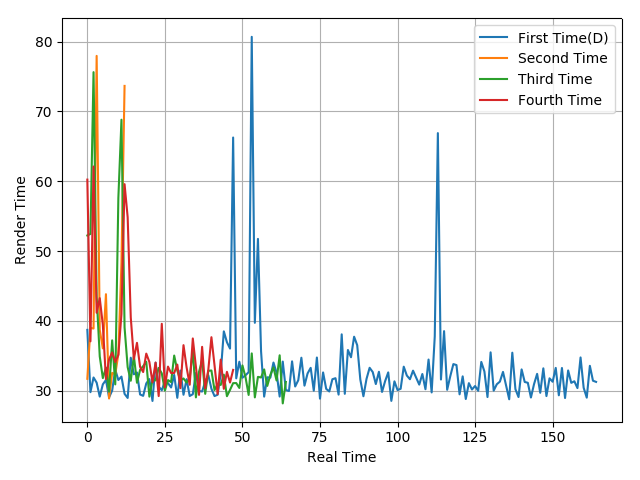 First Time(D)
Second Time
Third Time
Fourth Time
Render Time
80
70
60
50
40
30
0 25 50 75 100 125 150
Real Time